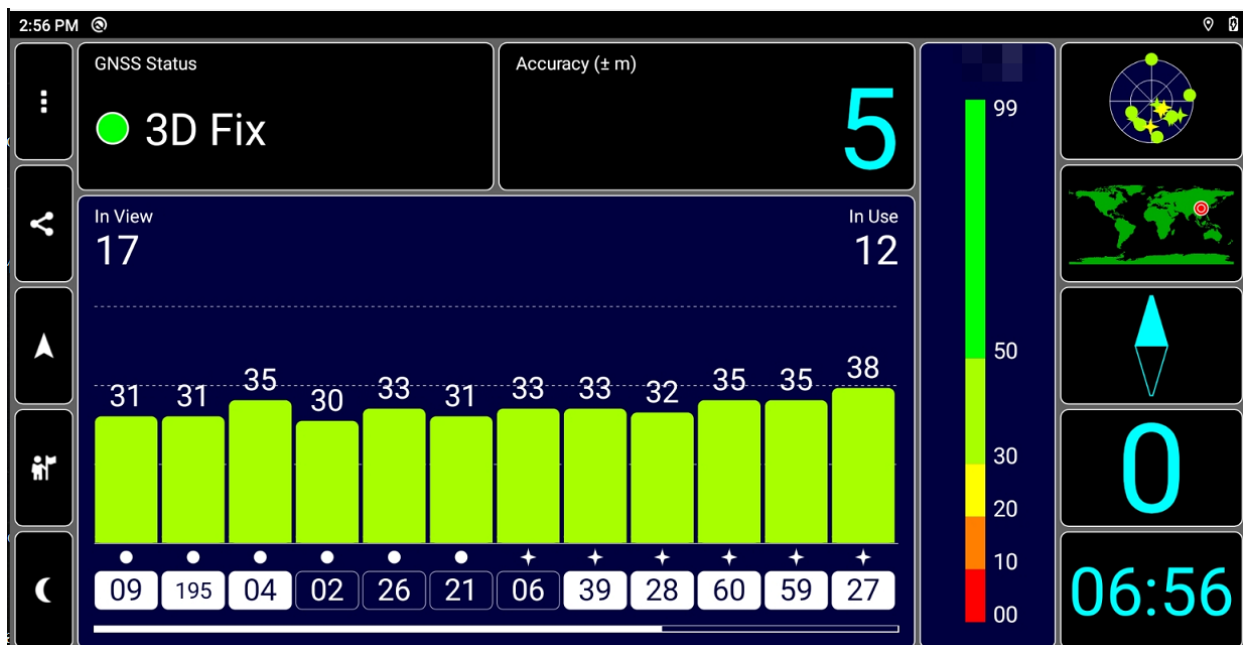 2:56 PM
GNSS Status
3D Fix
Accuracy (± m)
5
In View
17
In Use
12
31 31 35 30 33 31 33 33 32 35 35 38
09 195 04 02 26 21 06 39 28 60 59 27
99
50
30
20
10
00
0
06:56